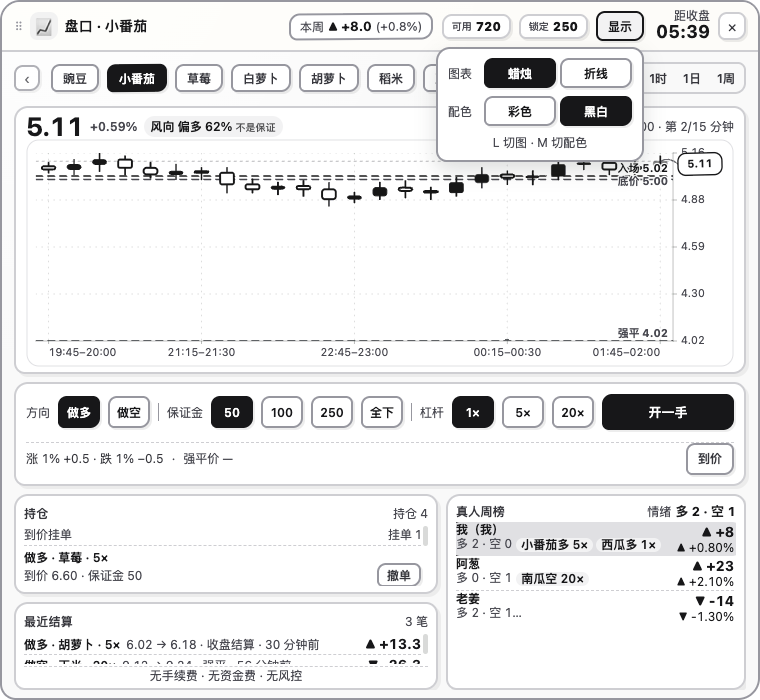 盘口 · 小番茄
本周 ▲ +8.0 (+0.8%)
可用 720
锁定 250
显示
距收盘
05:39
×
‹
豌豆
小番茄
草莓
白萝卜
胡萝卜
稻米
1时
1日
1周
图表
蜡烛
折线
配色
彩色
黑白
L 切图 · M 切配色
5.11 +0.59% 风向 偏多 62% 不是保证
· 第 2/15 分钟
5.11
入场·5.02
底价 5.00
4.88
4.59
4.30
强平 4.02
4.02
19:45–20:00
21:15–21:30
22:45–23:00
00:15–00:30
01:45–02:00
方向
做多
做空
保证金
50
100
250
全下
杠杆
1×
5×
20×
开一手
涨 1% +0.5 · 跌 1% −0.5 · 强平价 —
到价
持仓
持仓 4
到价挂单
挂单 1
做多 · 草莓 · 5×
到价 6.60 · 保证金 50
撤单
最近结算
3 笔
做多 · 胡萝卜 · 5× 6.02 → 6.18 · 收盘结算 · 30 分钟前
▲ +13.3
无手续费 · 无资金费 · 无风控
真人周榜
情绪 多 2 · 空 1
我（我）
▲ +8
多 2 · 空 0 小番茄多 5× 西瓜多 1×
▲ +0.80%
阿葱
▲ +23
多 0 · 空 1 南瓜空 20×
▲ +2.10%
老姜
▼ -14
多 2 · 空 1…
▼ -1.30%